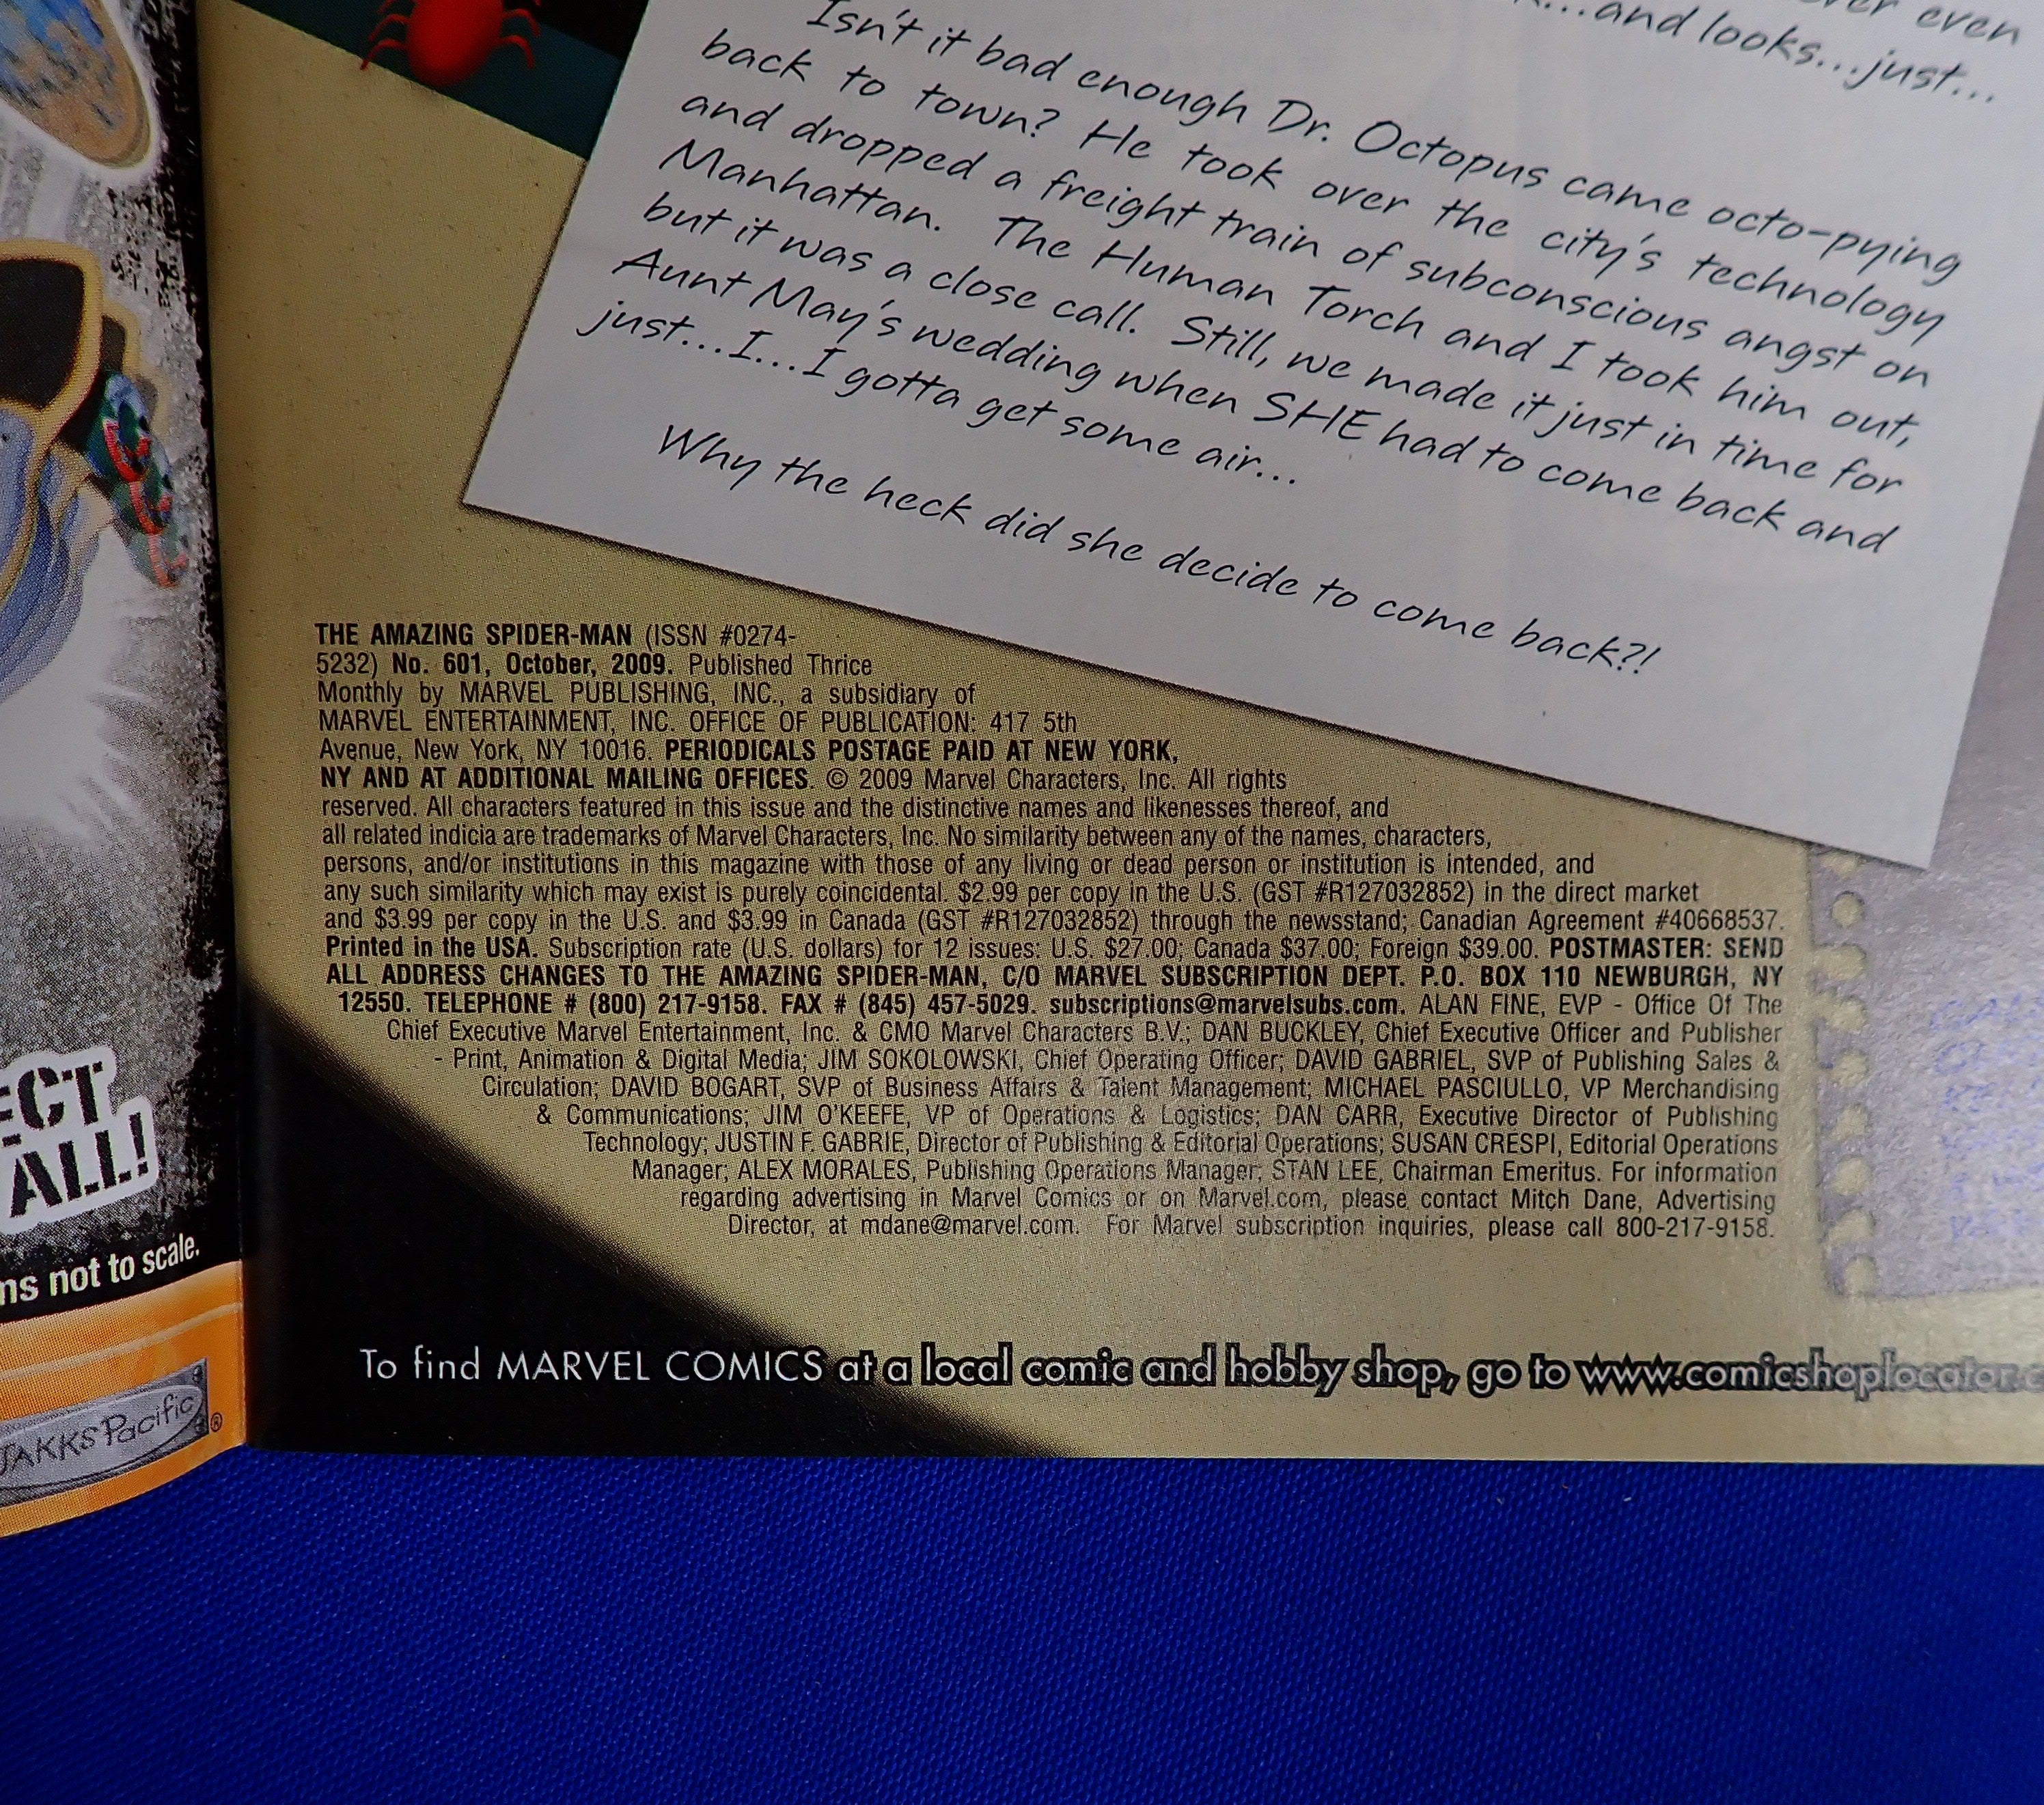 ECT
ALL!
ns not to scale.
JAKKS Pacific®
even
...and looks...just...
Isn't it bad enough Dr. Octopus came octo-pying
back to town? He took over the city's technology
and dropped a freight train of subconscious angst on
Manhattan. The Human Torch and I took him out,
but it was a close call. Still, we made it just in time for
Aunt May's wedding when SHE had to come back and
just...I...I gotta get some air...
Why the heck did she decide to come back?!
THE AMAZING SPIDER-MAN (ISSN #0274-
5232) No. 601, October, 2009. Published Thrice
Monthly by MARVEL PUBLISHING, INC., a subsidiary of
MARVEL ENTERTAINMENT, INC. OFFICE OF PUBLICATION: 417 5th
Avenue, New York, NY 10016. PERIODICALS POSTAGE PAID AT NEW YORK,
NY AND AT ADDITIONAL MAILING OFFICES. © 2009 Marvel Characters, Inc. All rights
reserved. All characters featured in this issue and the distinctive names and likenesses thereof, and
all related indicia are trademarks of Marvel Characters, Inc. No similarity between any of the names, characters,
persons, and/or institutions in this magazine with those of any living or dead person or institution is intended, and
any such similarity which may exist is purely coincidental. $2.99 per copy in the U.S. (GST #R127032852) in the direct market
and $3.99 per copy in the U.S. and $3.99 in Canada (GST #R127032852) through the newsstand; Canadian Agreement #40668537.
Printed in the USA. Subscription rate (U.S. dollars) for 12 issues: U.S. $27.00; Canada $37.00; Foreign $39.00. POSTMASTER: SEND
ALL ADDRESS CHANGES TO THE AMAZING SPIDER-MAN, C/O MARVEL SUBSCRIPTION DEPT. P.O. BOX 110 NEWBURGH, NY
12550. TELEPHONE # (800) 217-9158. FAX # (845) 457-5029. subscriptions@marvelsubs.com. ALAN FINE, EVP - Office Of The
Chief Executive Marvel Entertainment, Inc. & CMO Marvel Characters B.V.; DAN BUCKLEY, Chief Executive Officer and Publisher
- Print, Animation & Digital Media; JIM SOKOLOWSKI, Chief Operating Officer; DAVID GABRIEL, SVP of Publishing Sales &
Circulation; DAVID BOGART, SVP of Business Affairs & Talent Management; MICHAEL PASCIULLO, VP Merchandising
& Communications; JIM O'KEEFE, VP of Operations & Logistics; DAN CARR, Executive Director of Publishing
Technology; JUSTIN F. GABRIE, Director of Publishing & Editorial Operations; SUSAN CRESPI, Editorial Operations
Manager; ALEX MORALES, Publishing Operations Manager; STAN LEE, Chairman Emeritus. For information
regarding advertising in Marvel Comics or on Marvel.com, please contact Mitch Dane, Advertising
Director, at mdane@marvel.com. For Marvel subscription inquiries, please call 800-217-9158.
To find MARVEL COMICS at a local comic and hobby shop, go to www.comicshoplocator.c